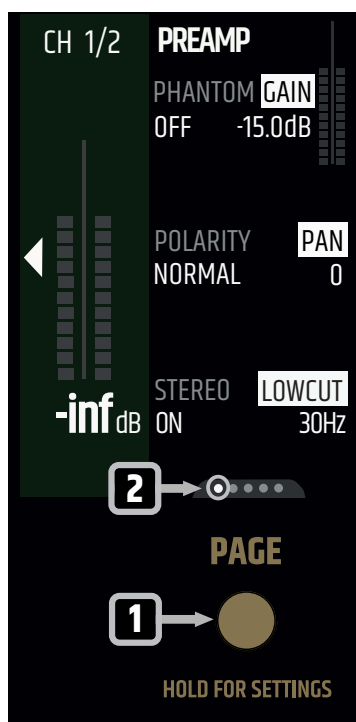 CH 1/2
PREAMP
PHANTOM GAIN
OFF -15.0dB
POLARITY PAN
NORMAL 0
STEREO LOWCUT
-inf dB
ON 30Hz
2
PAGE
1
HOLD FOR SETTINGS